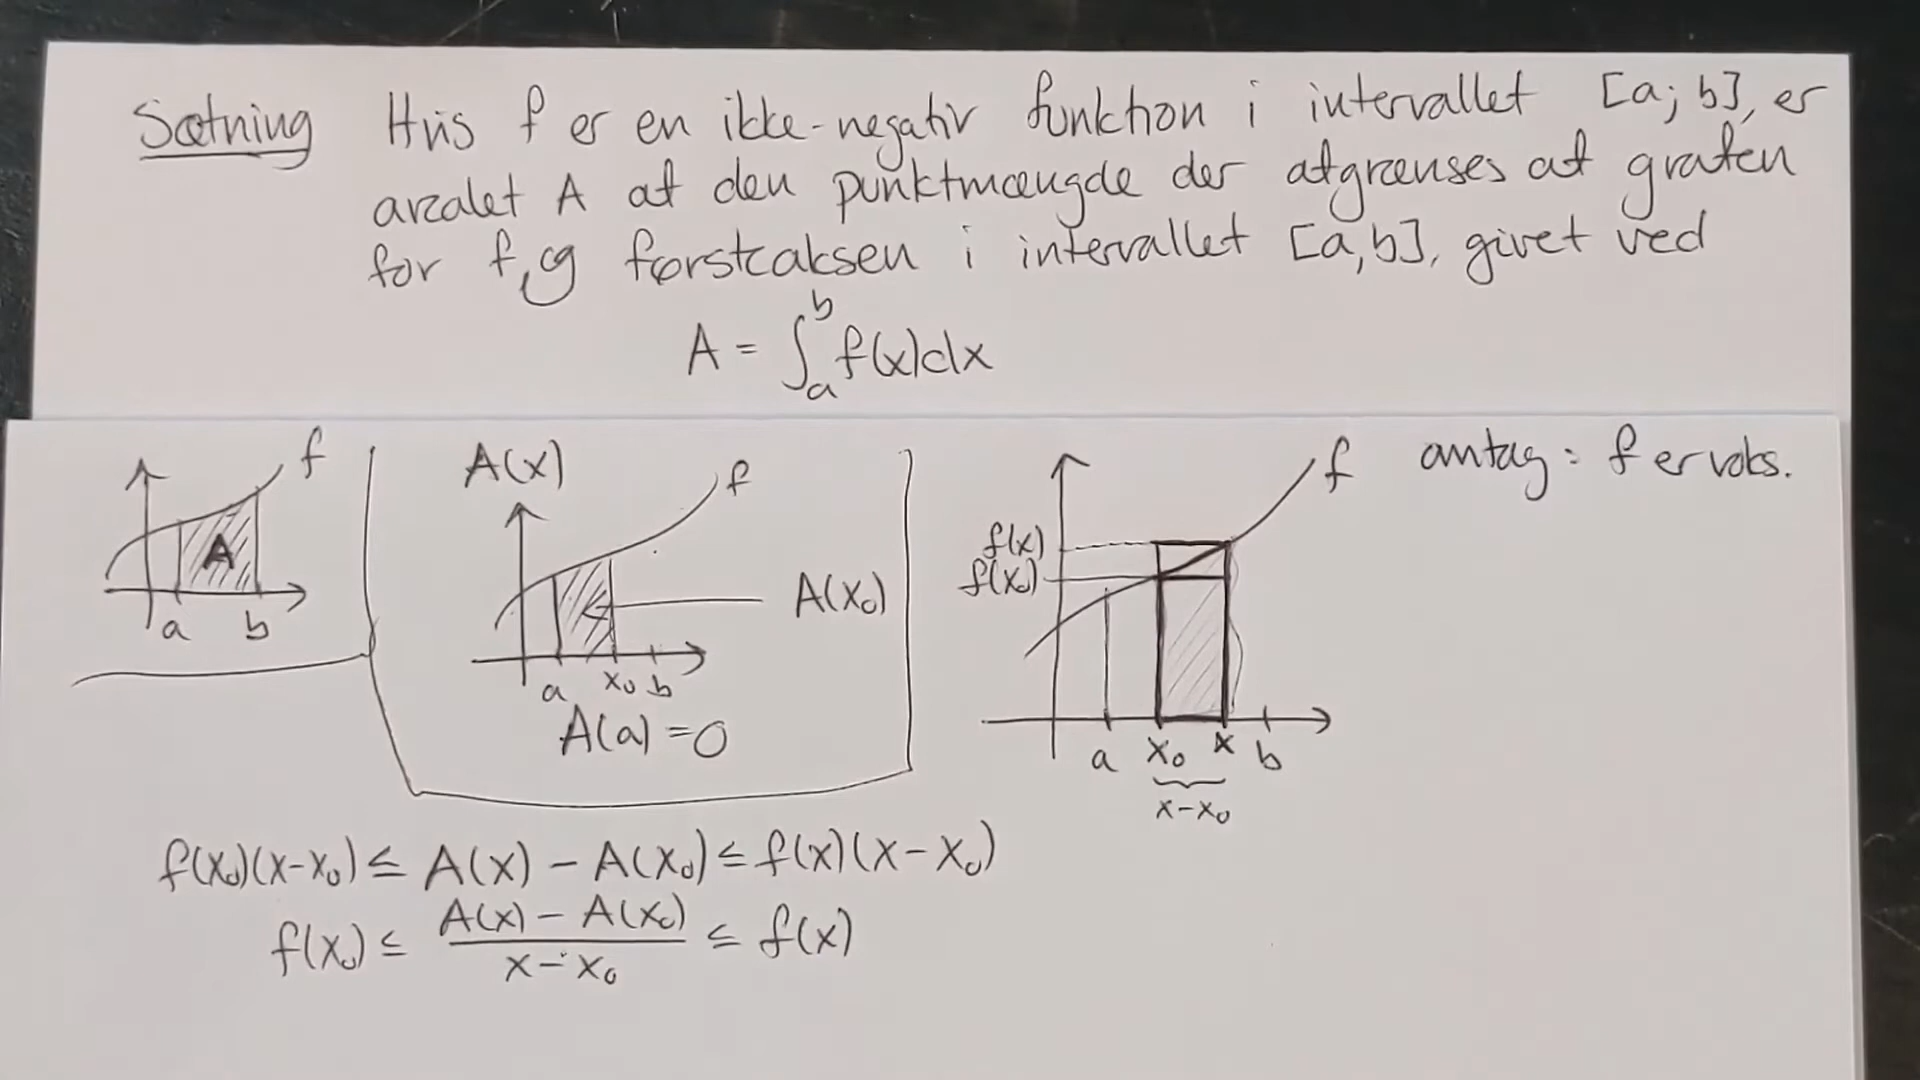 Sætning Hvis f er en ikke-negativ funktion i intervallet [a; b], er
arealet A af den punktmængde der afgrænses af grafen
for f, og førsteaksen i intervallet [a,b], givet ved
A = ∫_a^b f(x)dx
f
A
a b
A(x)
f
A(x₀)
a x₀ b
A(a) = 0
f antag: f er voks.
f(x)
f(x₀)
a x₀ x b
x-x₀
f(x₀)(x-x₀) ≤ A(x) - A(x₀) ≤ f(x)(x-x₀)
f(x₀) ≤ (A(x) - A(x₀))/(x - x₀) ≤ f(x)